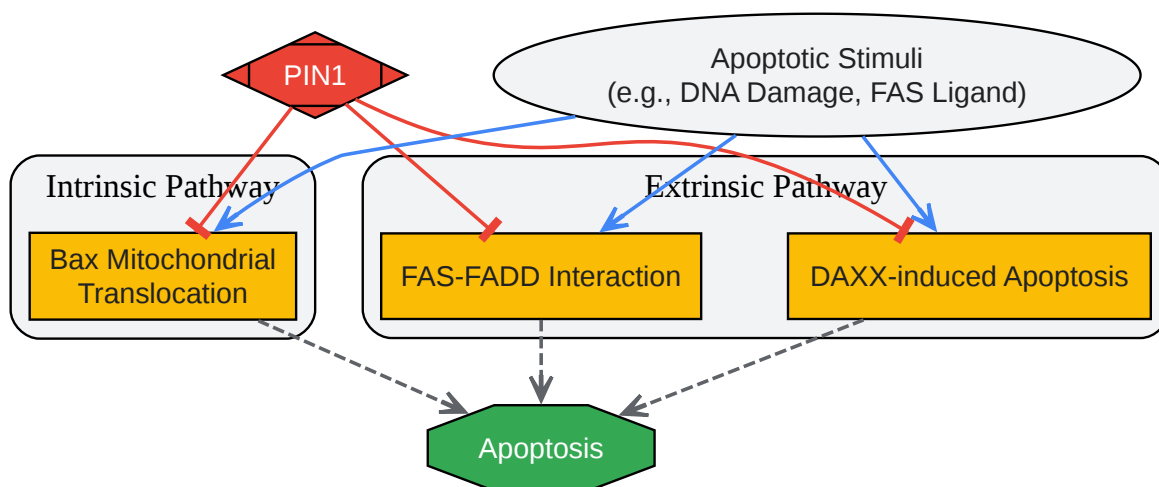 PIN1
Apoptotic Stimuli
(e.g., DNA Damage, FAS Ligand)
Intrinsic Pathway
Extrinsic Pathway
Bax Mitochondrial
Translocation
FAS-FADD Interaction
DAXX-induced Apoptosis
Apoptosis